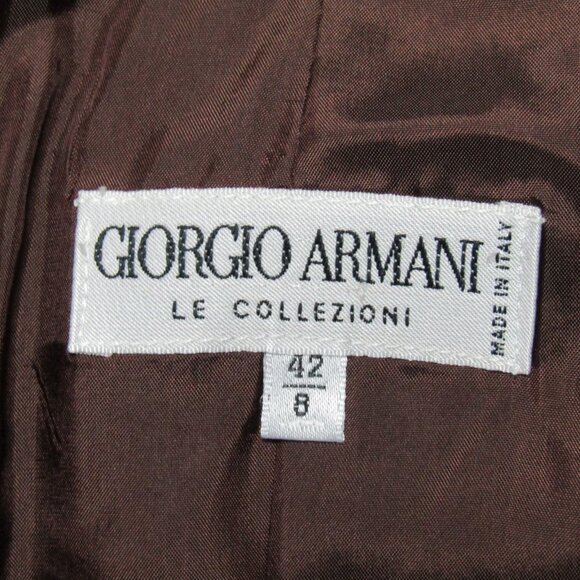 GIORGIO ARMANI
LE COLLEZIONI
MADE IN ITALY
42
8